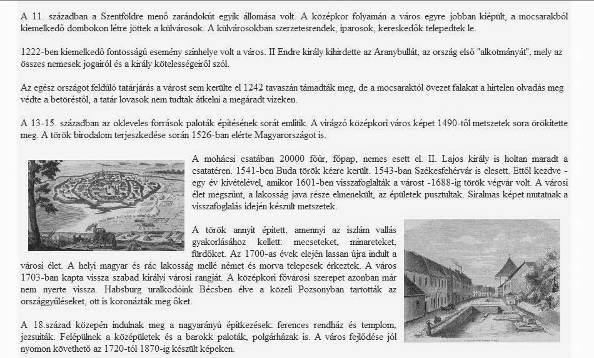 A 11. században a Szentföldre menő zarándokút egyik állomása volt. A középkor folyamán a város egyre jobban kiépült, a mocsarakból
kiemelkedő dombokon létre jöttek a külvárosok. A külvárosokban szerzetesrendek, iparosok, kereskedők telepedtek le.
1222-ben kiemelkedő fontosságú esemény színhelye volt a város. II Endre király kihirdette az Aranybullát, az ország első "alkotmányát", mely az
összes nemesek jogairól és a király kötelességeiről szól.
Az egész országot feldúló tatárjárás a várost sem kerülte el 1242 tavaszán támadták meg, de a mocsaraktól övezet falakat a hirtelen olvadás meg
védte a betöréstől, a tatár lovasok nem tudtak átkelni a megáradt vizeken.
A 13-15. században az okleveles források paloták építésének sorát említik. A virágzó középkori város képet 1490-től metszetek sora örökítette
meg. A török birodalom terjeszkedése során 1526-ban elérte Magyarországot is.
A mohácsi csatában 20000 főúr, főpap, nemes esett el. II. Lajos király is holtan maradt a
csatatéren. 1541-ben Buda török kézre került. 1543-ban Székesfehérvár is elesett. Ettől kezdve -
egy év kivételével, amikor 1601-ben visszafoglalták a várost -1688-ig török végvár volt. A városi
élet megszűnt, a lakosság java része elmenekült, az épületek pusztultak. Siralmas képet mutatnak a
visszafoglalás idején készült metszetek.
A török annyit épített, amennyi az iszlám vallás
gyakorlásához kellett: mecseteket, minareteket,
fürdőket. Az 1700-as évek elején lassan újra indult a
városi élet. A helyi magyar és rác lakosság mellé német és morva telepesek érkeztek. A város
1703-ban kapta vissza szabad királyi városi rangját. A középkori fővárosi szerepet azonban már
nem nyerte vissza. Habsburg uralkodóink Bécsben élve a közeli Pozsonyban tartották az
országgyűléseket, ott is koronázták meg őket.
A 18.század közepén indulnak meg a nagyarányú építkezések: ferences rendház és templom,
jezsuiták. Felépülnek a középületek és a barokk paloták, polgárházak is. A város fejlődése jól
nyomon követhető az 1720-tól 1870-ig készült képeken.